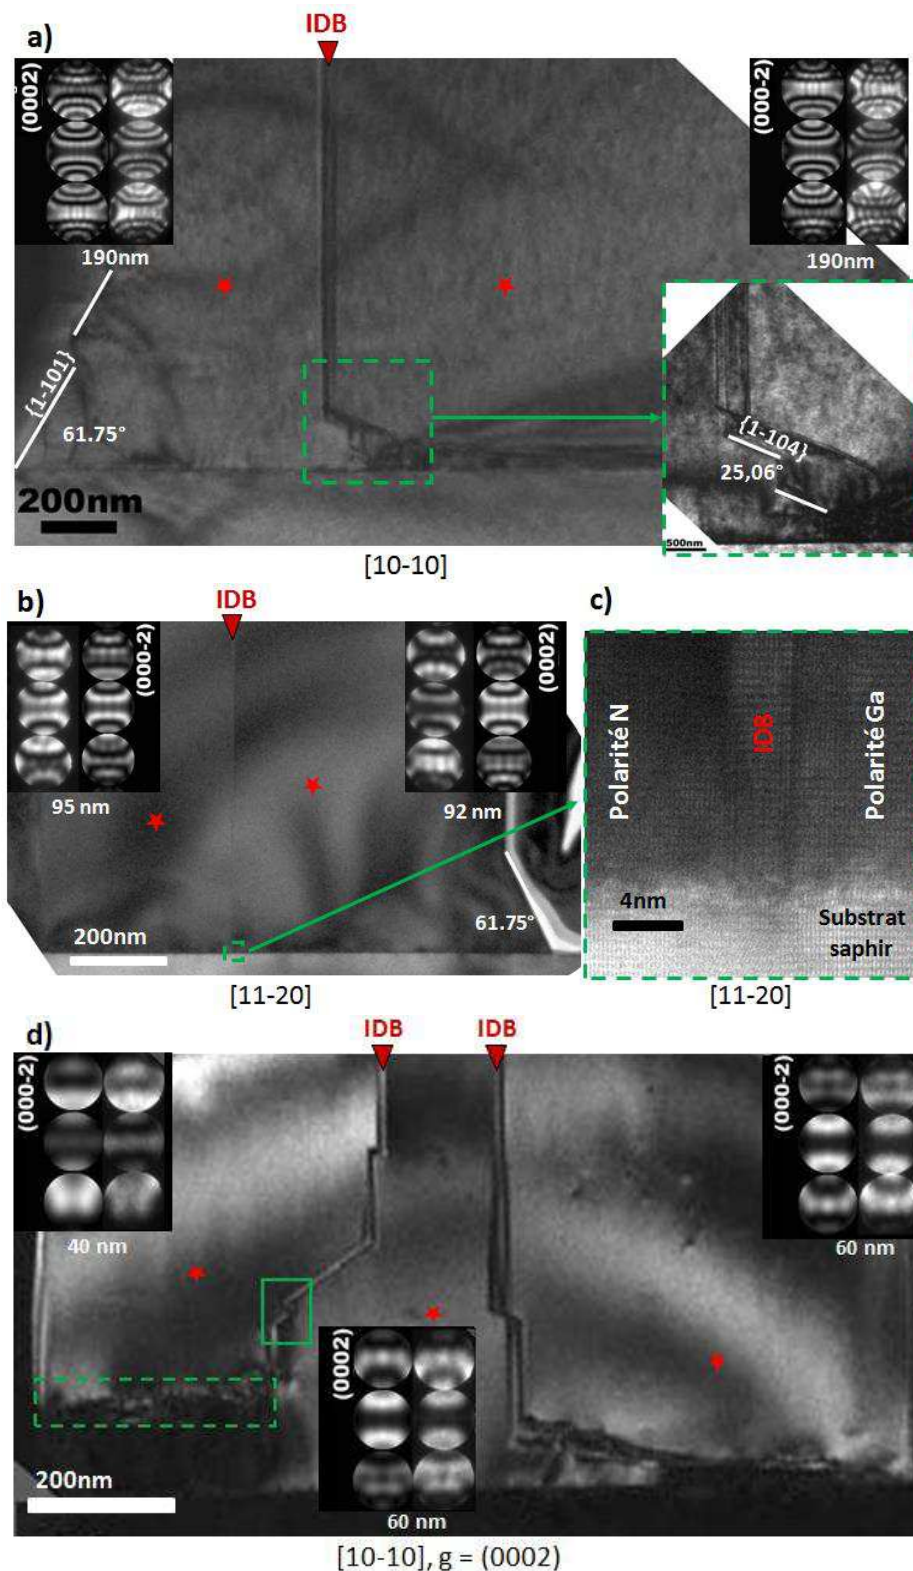 a)
IDB
(0002)
190nm
(000-2)
190nm
{1-101}
61.75°
{1-104}
25,06°
500nm
200nm
[10-10]
b)
IDB
(000-2)
95 nm
(0002)
92 nm
61.75°
200nm
[11-20]
c)
Polarité N
IDB
Polarité Ga
4nm
Substrat
saphir
[11-20]
d)
IDB
IDB
(000-2)
40 nm
(000-2)
60 nm
(0002)
60 nm
200nm
[10-10], g = (0002)